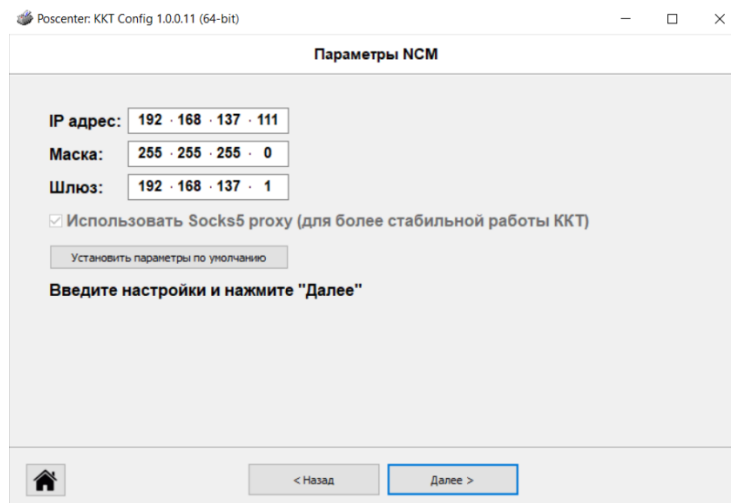 Poscenter: KKT Config 1.0.0.11 (64-bit)
Параметры NCM
IP адрес: 192 . 168 . 137 . 111
Маска: 255 . 255 . 255 . 0
Шлюз: 192 . 168 . 137 . 1
Использовать Socks5 proxy (для более стабильной работы ККТ)
Установить параметры по умолчанию
Введите настройки и нажмите "Далее"
< Назад Далее >